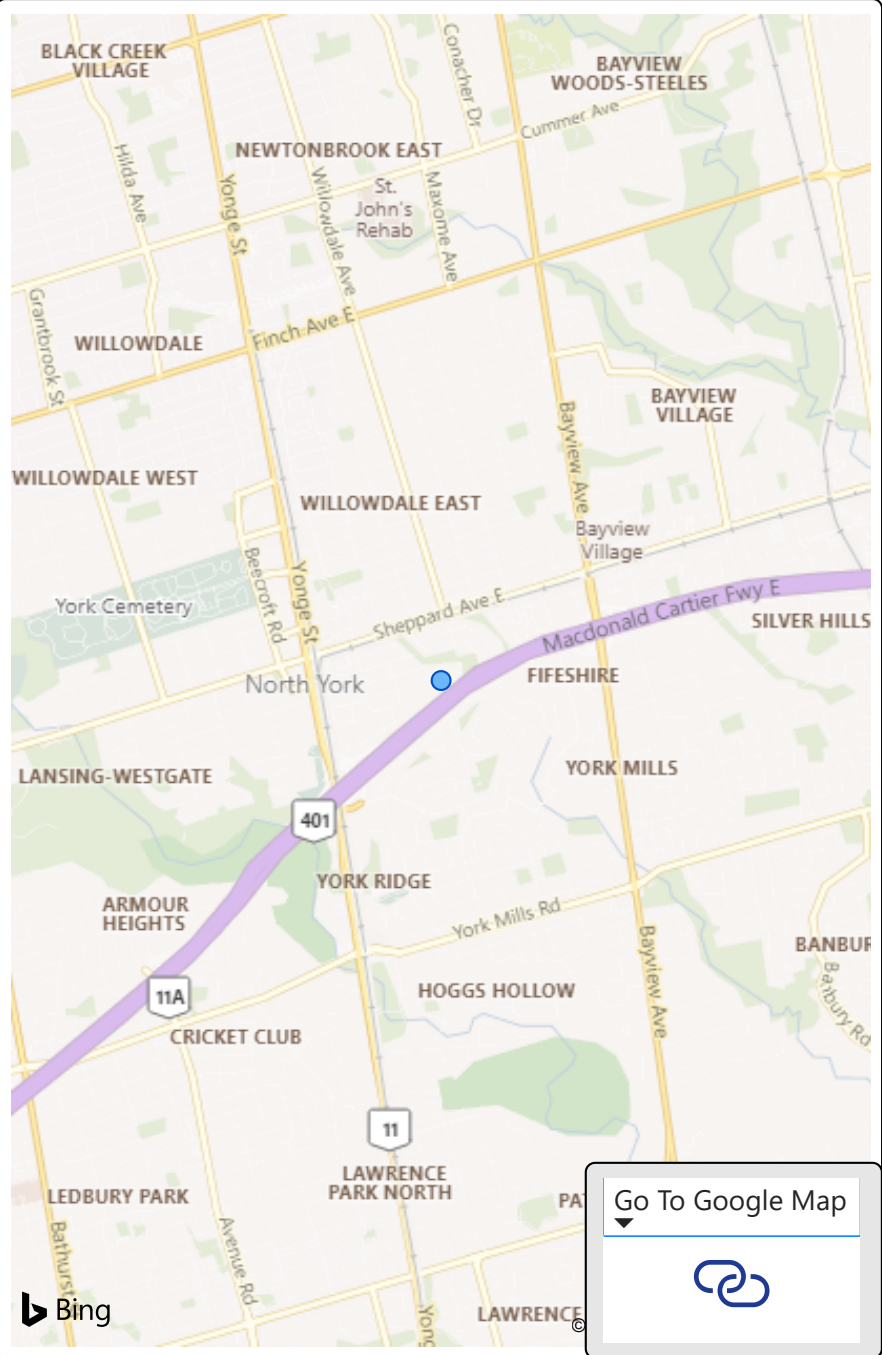 BLACK CREEK
VILLAGE
Conacher Dr
BAYVIEW
WOODS-STEELES
Cummer Ave
Hilda Ave
NEWTONBROOK EAST
Yonge St
Willowdale Ave
St.
John's
Rehab
Maxome Ave
Grantbrook St
WILLOWDALE
Finch Ave E
BAYVIEW
VILLAGE
Bayview Ave
WILLOWDALE WEST
WILLOWDALE EAST
Bayview
Village
Beecroft Rd
Yonge St
York Cemetery
Sheppard Ave E
Macdonald Cartier Fwy E
SILVER HILLS
North York
FIFESHIRE
LANSING-WESTGATE
YORK MILLS
401
YORK RIDGE
ARMOUR
HEIGHTS
York Mills Rd
Bayview Ave
BANBUR
Banbury Rd
11A
HOGGS HOLLOW
CRICKET CLUB
11
LAWRENCE
PARK NORTH
LEDBURY PARK
PA
Go To Google Map
Bathurst
Avenue Rd
Bing
Yong
LAWRENCE
©